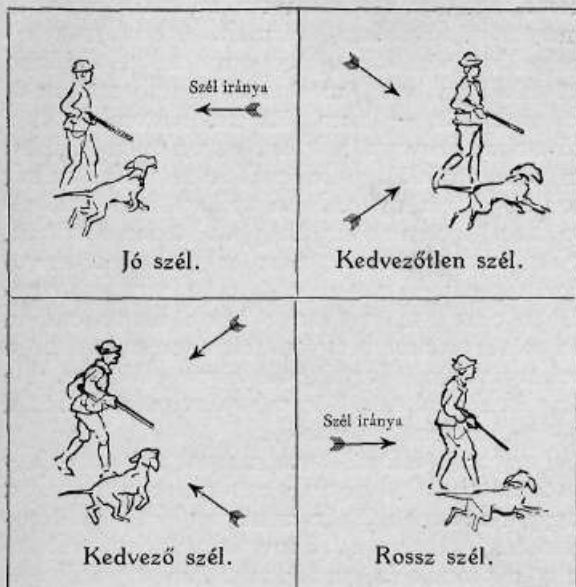 Szél iránya
Jó szél.
Kedvezőtlen szél.
Kedvező szél.
Szél iránya
Rossz szél.